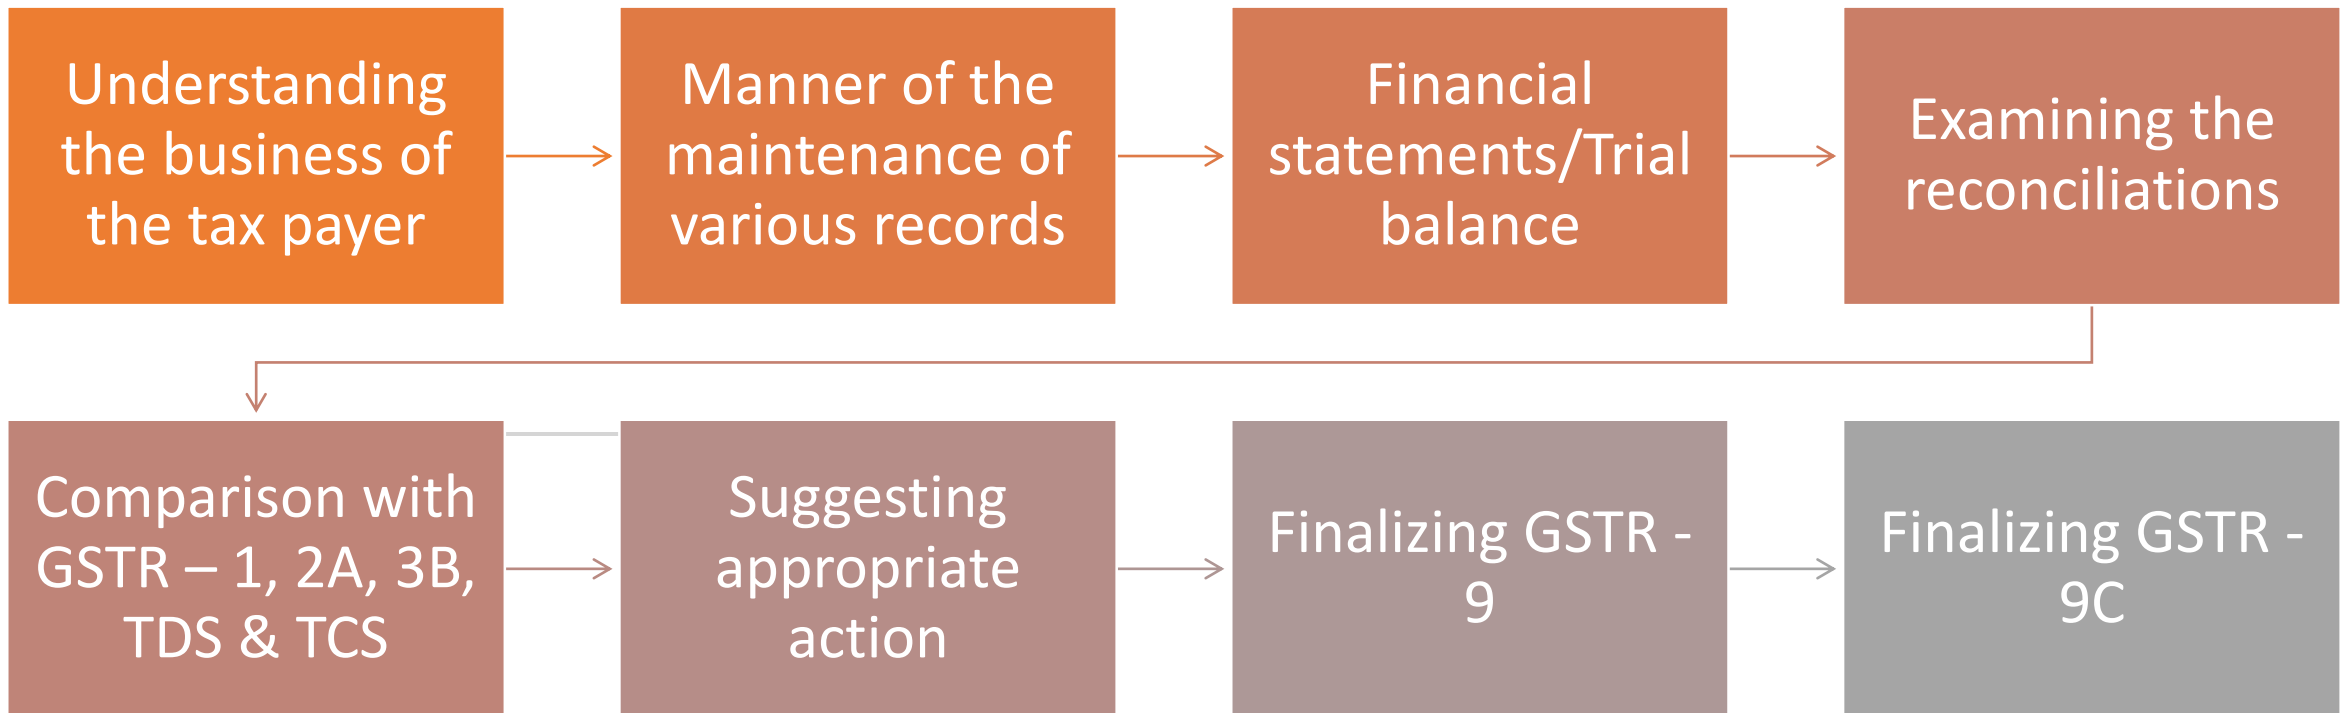 Understanding
the business of
the tax payer
Manner of the
maintenance of
various records
Financial
statements/Trial
balance
Examining the
reconciliations
Comparison with
GSTR – 1, 2A, 3B,
TDS & TCS
Suggesting
appropriate
action
Finalizing GSTR -
9
Finalizing GSTR -
9C